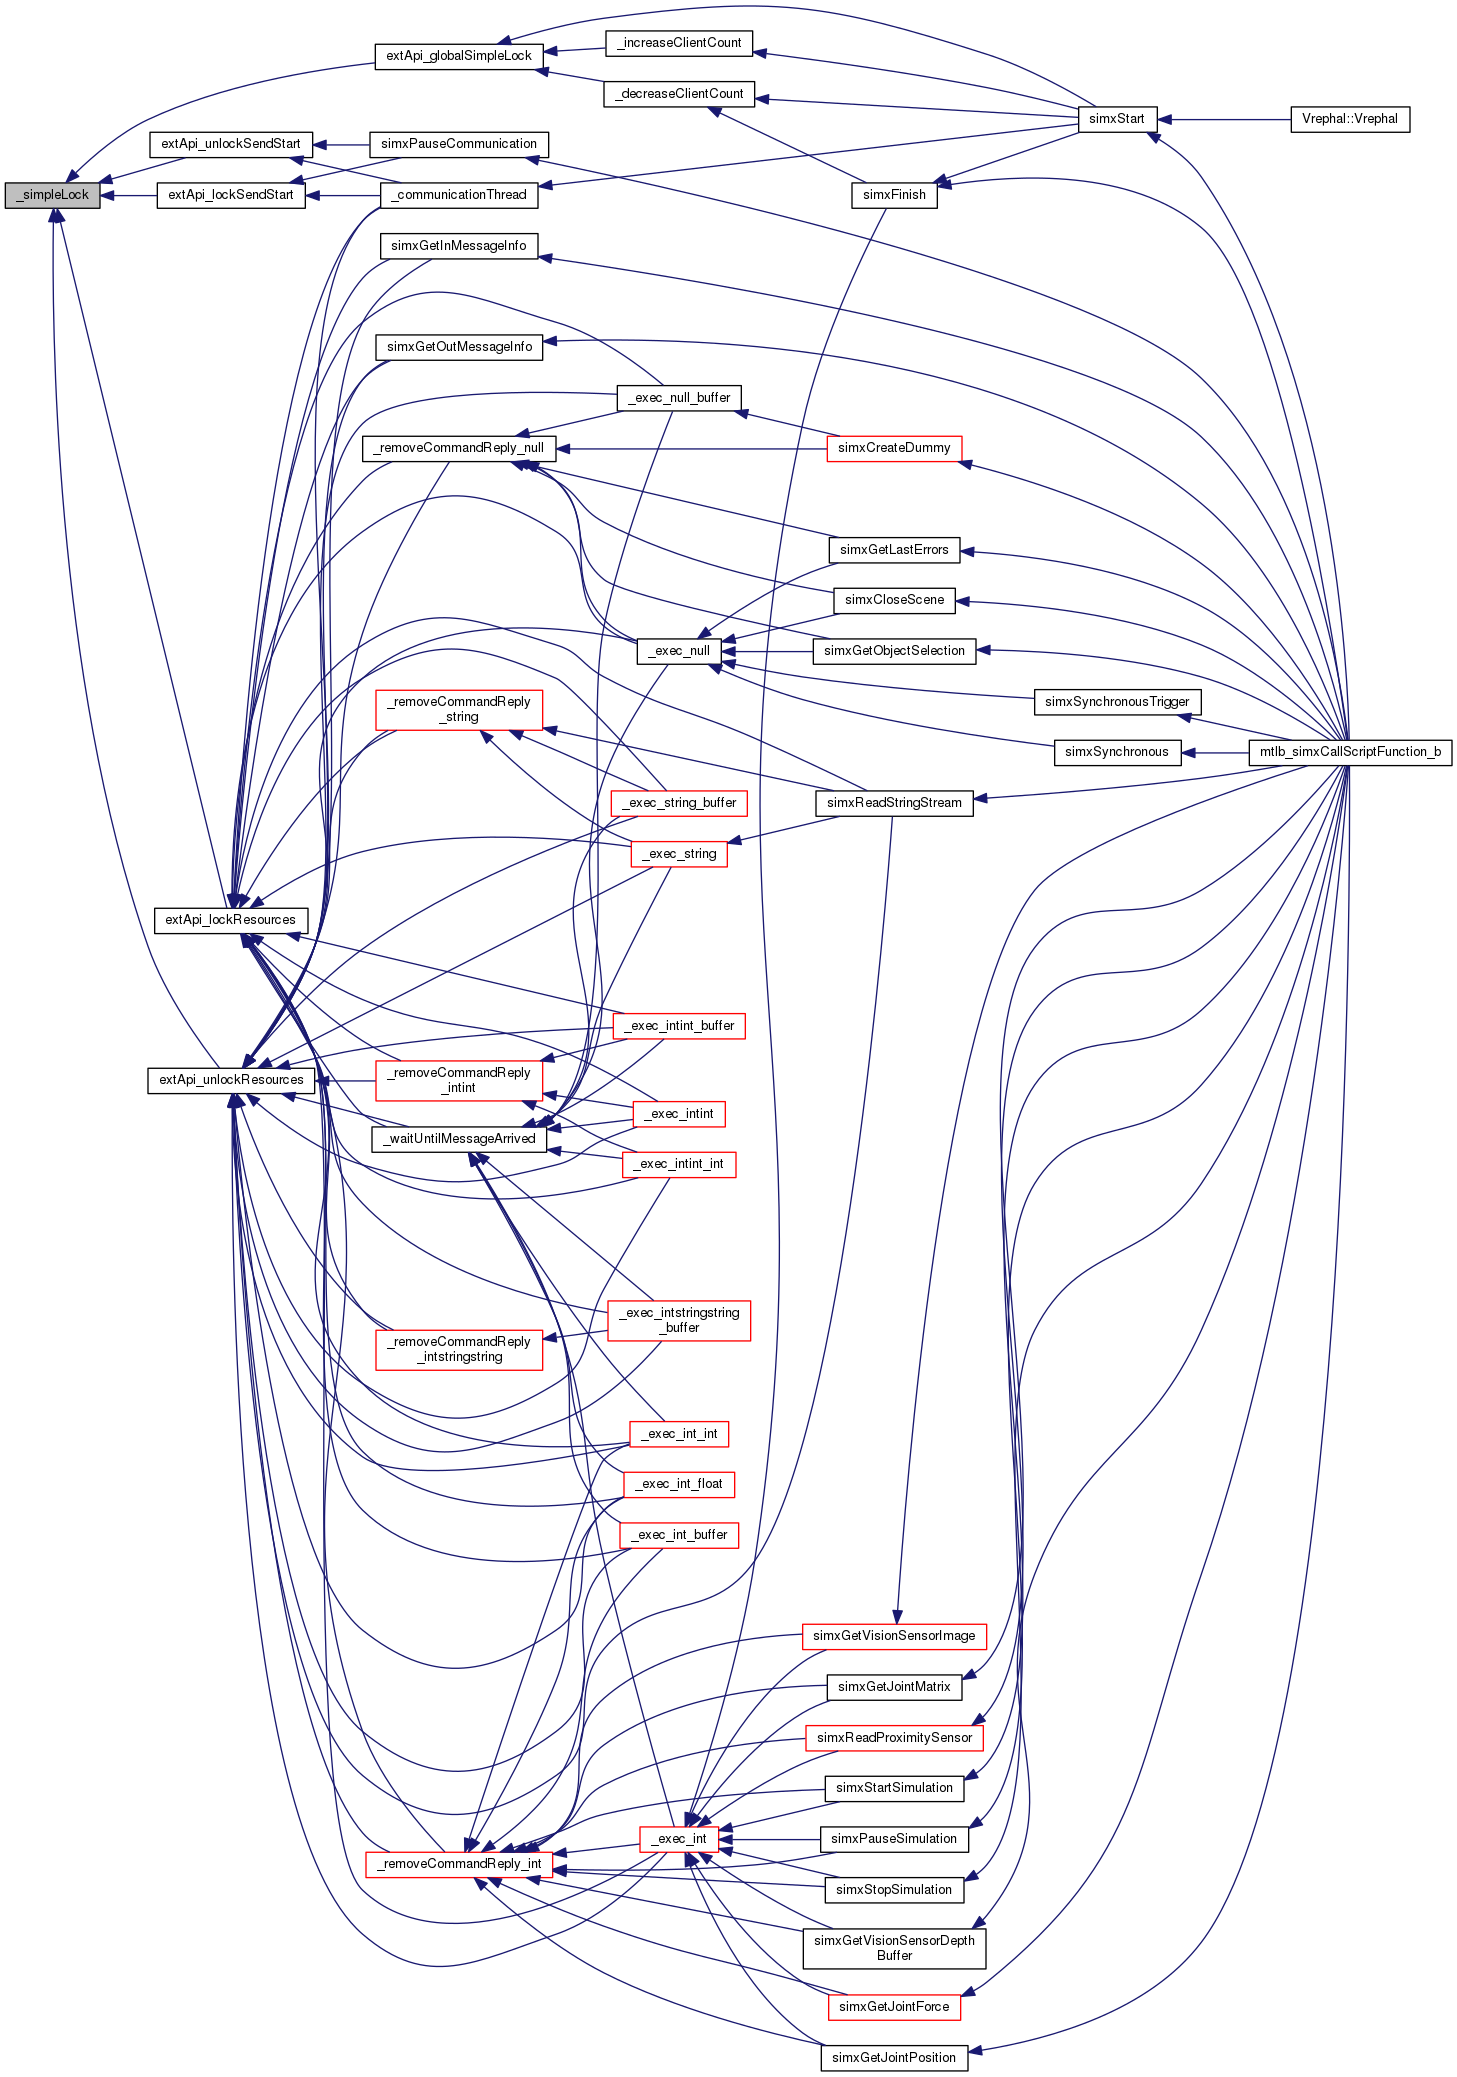 extApi_globalSimpleLock
_increaseClientCount
_decreaseClientCount
simxStart
Vrephal::Vrephal
extApi_unlockSendStart
simxPauseCommunication
_simpleLock
extApi_lockSendStart
_communicationThread
simxFinish
simxGetInMessageInfo
simxGetOutMessageInfo
_exec_null_buffer
_removeCommandReply_null
simxCreateDummy
simxGetLastErrors
simxCloseScene
_exec_null
simxGetObjectSelection
simxSynchronousTrigger
_removeCommandReply
_string
simxSynchronous
mtlb_simxCallScriptFunction_b
_exec_string_buffer
simxReadStringStream
_exec_string
extApi_lockResources
_exec_intint_buffer
extApi_unlockResources
_removeCommandReply
_intint
_exec_intint
_waitUntilMessageArrived
_exec_intint_int
_exec_intstringstring
_buffer
_removeCommandReply
_intstringstring
_exec_int_int
_exec_int_float
_exec_int_buffer
simxGetVisionSensorImage
simxGetJointMatrix
simxReadProximitySensor
simxStartSimulation
_exec_int
simxPauseSimulation
_removeCommandReply_int
simxStopSimulation
simxGetVisionSensorDepth
Buffer
simxGetJointForce
simxGetJointPosition